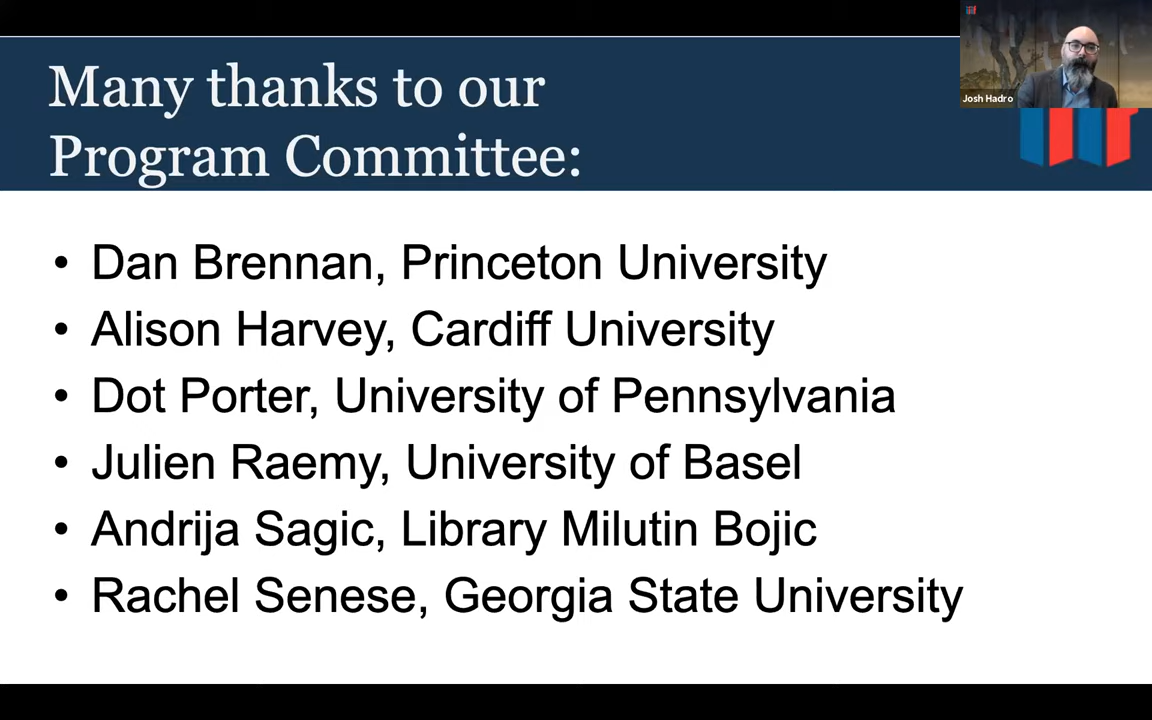 Many thanks to our
Program Committee:
Josh Hadro
• Dan Brennan, Princeton University
• Alison Harvey, Cardiff University
• Dot Porter, University of Pennsylvania
• Julien Raemy, University of Basel
• Andrija Sagic, Library Milutin Bojic
• Rachel Senese, Georgia State University